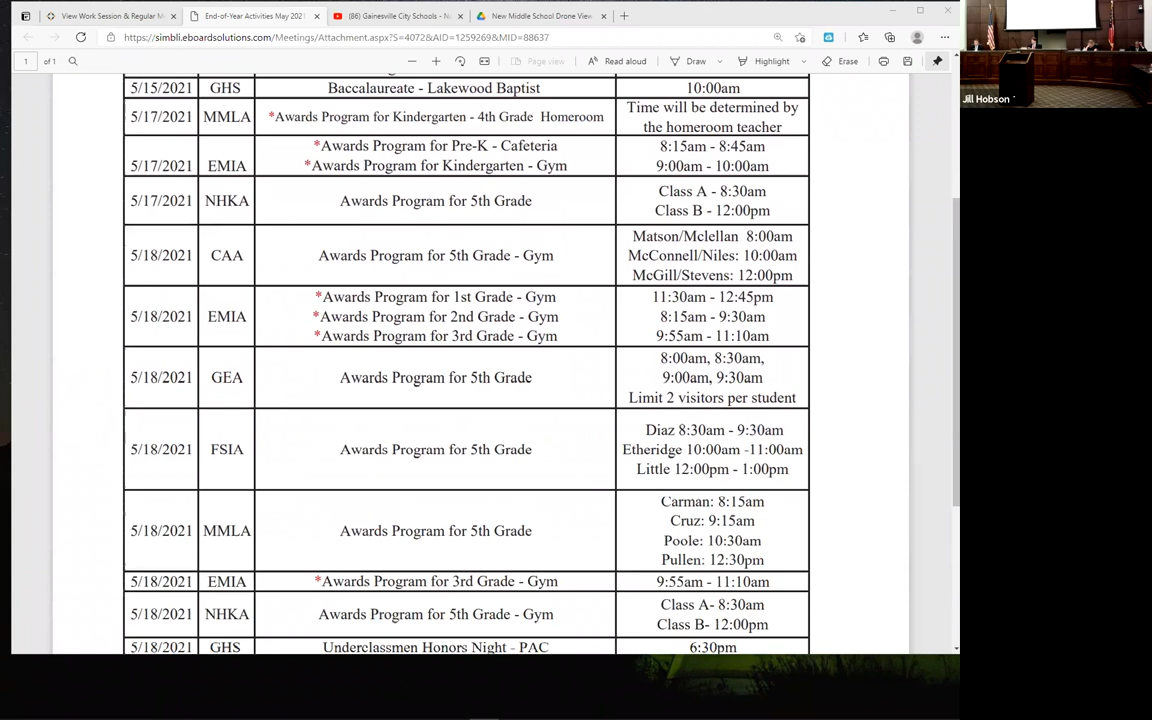 View Work Session & Regular M
End-of-Year Activities May 2021
(86) Gainesville City Schools - Yo
New Middle School Drone View
https://simbli.eboardsolutions.com/Meetings/Attachment.aspx?S=4072&AID=1259269&MID=88637
1 of 1
Page view
Read aloud
Draw
Highlight
Erase
Jill Hobson
5/15/2021 GHS Baccalaureate - Lakewood Baptist 10:00am
5/17/2021 MMLA *Awards Program for Kindergarten - 4th Grade Homeroom Time will be determined by
the homeroom teacher
*Awards Program for Pre-K - Cafeteria 8:15am - 8:45am
5/17/2021 EMIA *Awards Program for Kindergarten - Gym 9:00am - 10:00am
5/17/2021 NHKA Awards Program for 5th Grade Class A - 8:30am
Class B - 12:00pm
Matson/Mclellan 8:00am
5/18/2021 CAA Awards Program for 5th Grade - Gym McConnell/Niles: 10:00am
McGill/Stevens: 12:00pm
*Awards Program for 1st Grade - Gym 11:30am - 12:45pm
5/18/2021 EMIA *Awards Program for 2nd Grade - Gym 8:15am - 9:30am
*Awards Program for 3rd Grade - Gym 9:55am - 11:10am
8:00am, 8:30am,
5/18/2021 GEA Awards Program for 5th Grade 9:00am, 9:30am
Limit 2 visitors per student
Diaz 8:30am - 9:30am
5/18/2021 FSIA Awards Program for 5th Grade Etheridge 10:00am -11:00am
Little 12:00pm - 1:00pm
Carman: 8:15am
Cruz: 9:15am
5/18/2021 MMLA Awards Program for 5th Grade Poole: 10:30am
Pullen: 12:30pm
5/18/2021 EMIA *Awards Program for 3rd Grade - Gym 9:55am - 11:10am
5/18/2021 NHKA Awards Program for 5th Grade - Gym Class A- 8:30am
Class B- 12:00pm
5/18/2021 GHS Underclassmen Honors Night - PAC 6:30pm